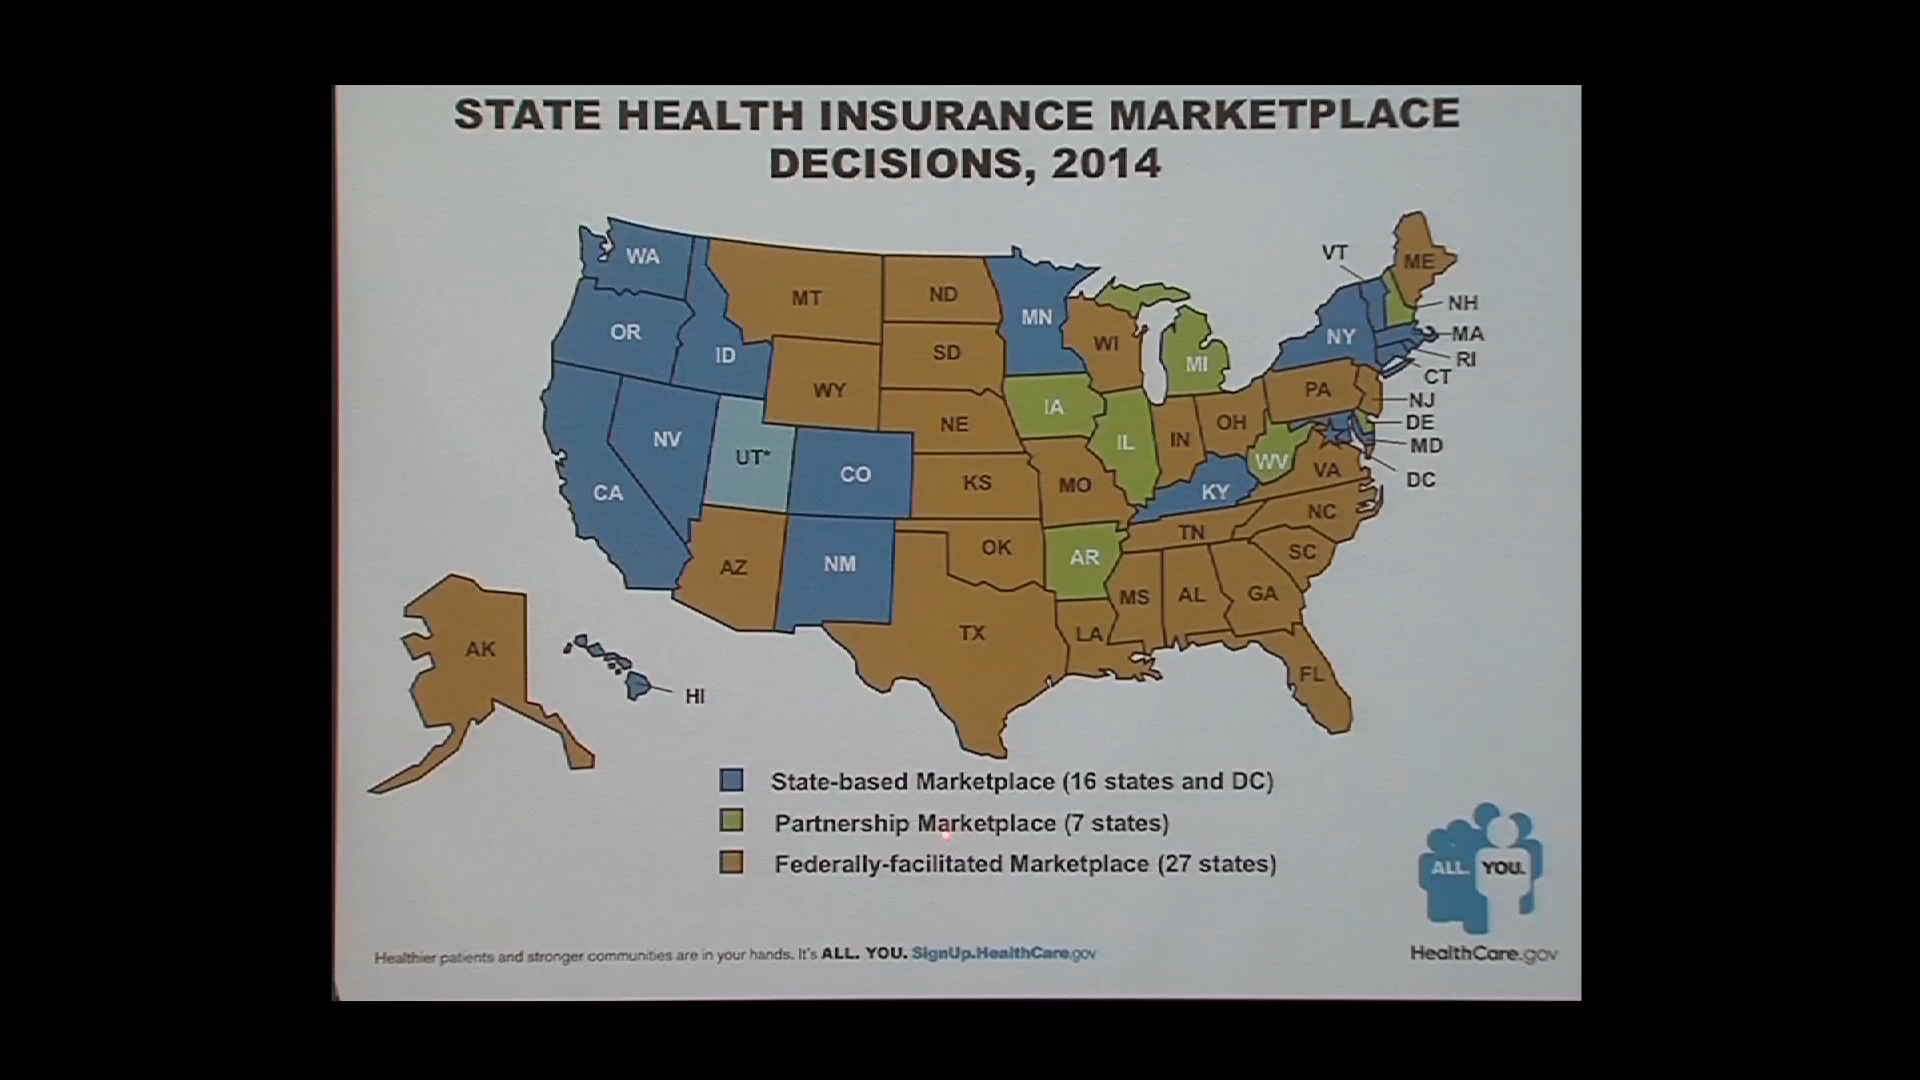 STATE HEALTH INSURANCE MARKETPLACE
DECISIONS, 2014
WA
OR
ID
MT
ND
MN
SD
WI
MI
WY
NE
IA
NV
UT*
CO
CA
KS
MO
IL
IN
OH
KY
WV
PA
NY
VT
ME
NH
MA
RI
CT
NJ
DE
MD
DC
VA
NC
TN
SC
AZ
NM
OK
AR
TX
LA
MS
AL
GA
FL
AK
HI
State-based Marketplace (16 states and DC)
Partnership Marketplace (7 states)
Federally-facilitated Marketplace (27 states)
ALL. YOU.
HealthCare.gov
Healthier patients and stronger communities are in your hands. It's ALL. YOU. SignUp.HealthCare.gov